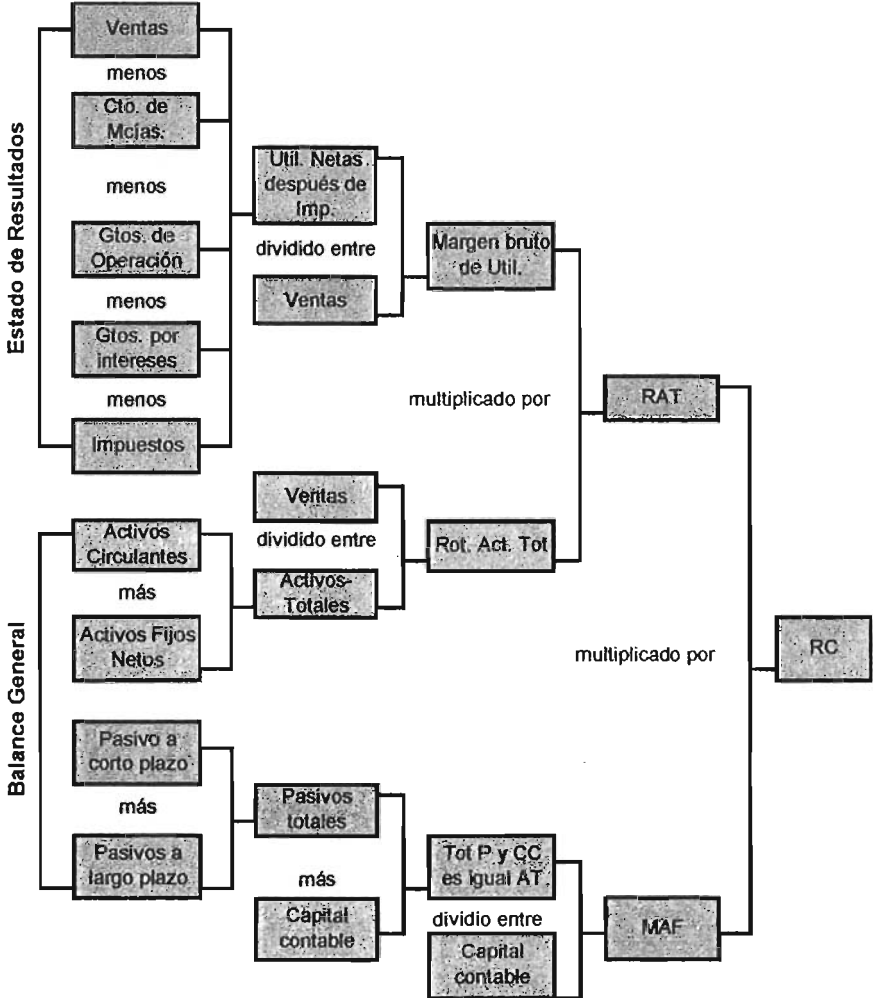 Estado de Resultados
Ventas
menos
Cto. de
Mcías.
menos
Gtos. de
Operación
menos
Gtos. por
intereses
menos
Impuestos
Util. Netas
después de
Imp.
dividido entre
Ventas
Margen bruto
de Util.
multiplicado por
RAT
Ventas
dividido entre
Activos-
Totales
Rot. Act. Tot
Balance General
Activos
Circulantes
más
Activos Fijos
Netos
Pasivo a
corto plazo
más
Pasivos a
largo plazo
Pasivos
totales
más
Capital
contable
Tot P y CC
es igual AT
dividio entre
Capital
contable
MAF
multiplicado por
RC